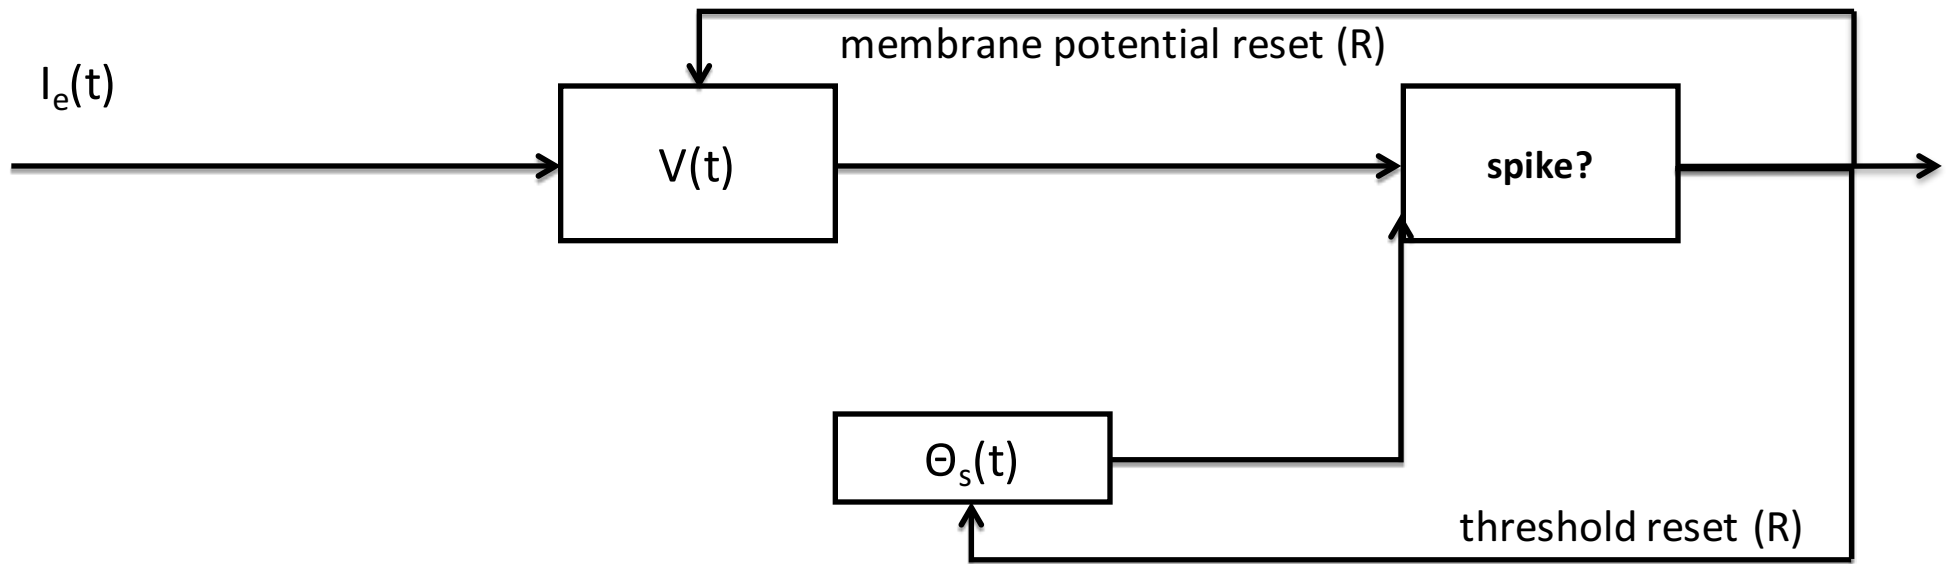 membrane potential reset (R)
Iₑ(t)
V(t)
spike?
Θₛ(t)
threshold reset (R)